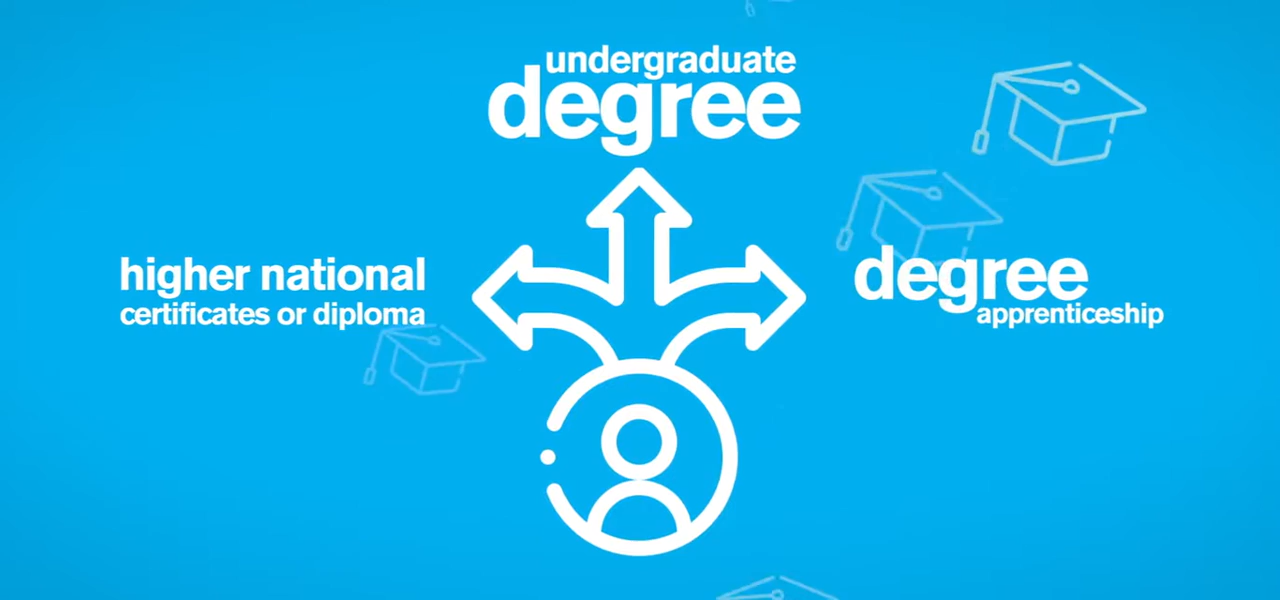 undergraduate
degree
higher national
certificates or diploma
degree
apprenticeship